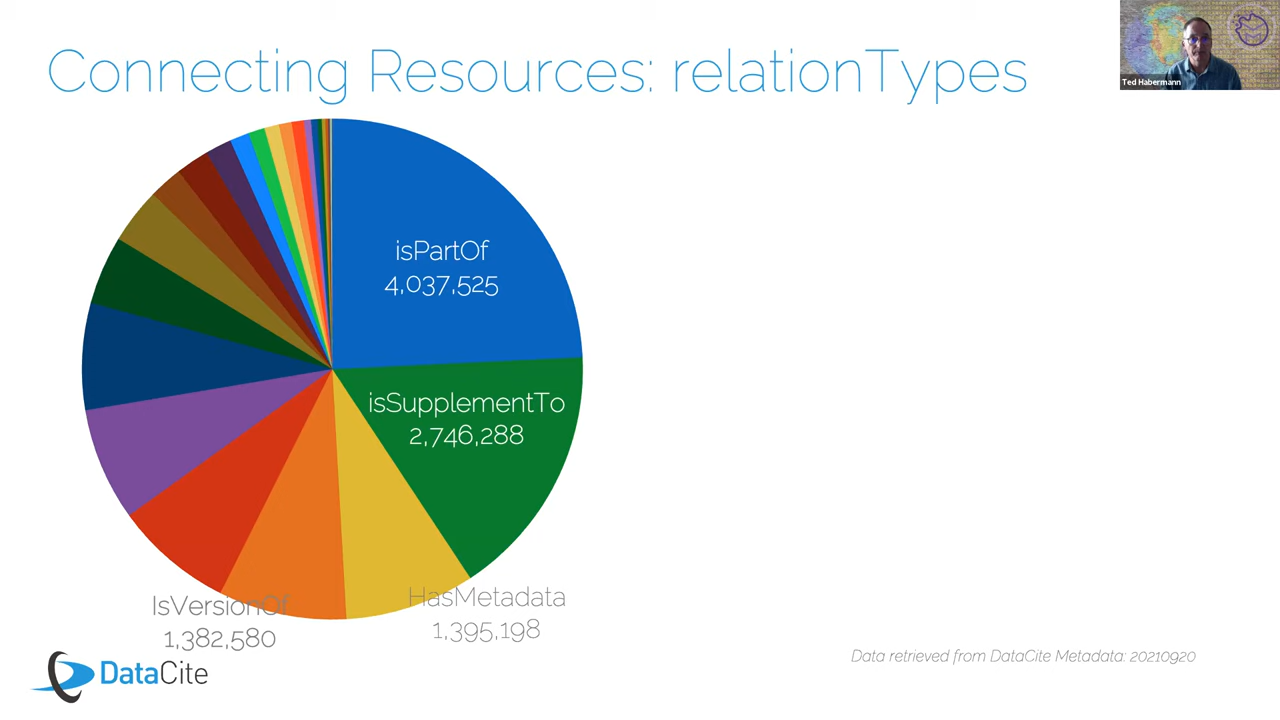 Connecting Resources: relationTypes
Ted Habermann
isPartOf
4,037,525
isSupplementTo
2,746,288
HasMetadata
1,395,198
IsVersionOf
1,382,580
DataCite
Data retrieved from DataCite Metadata: 20210920